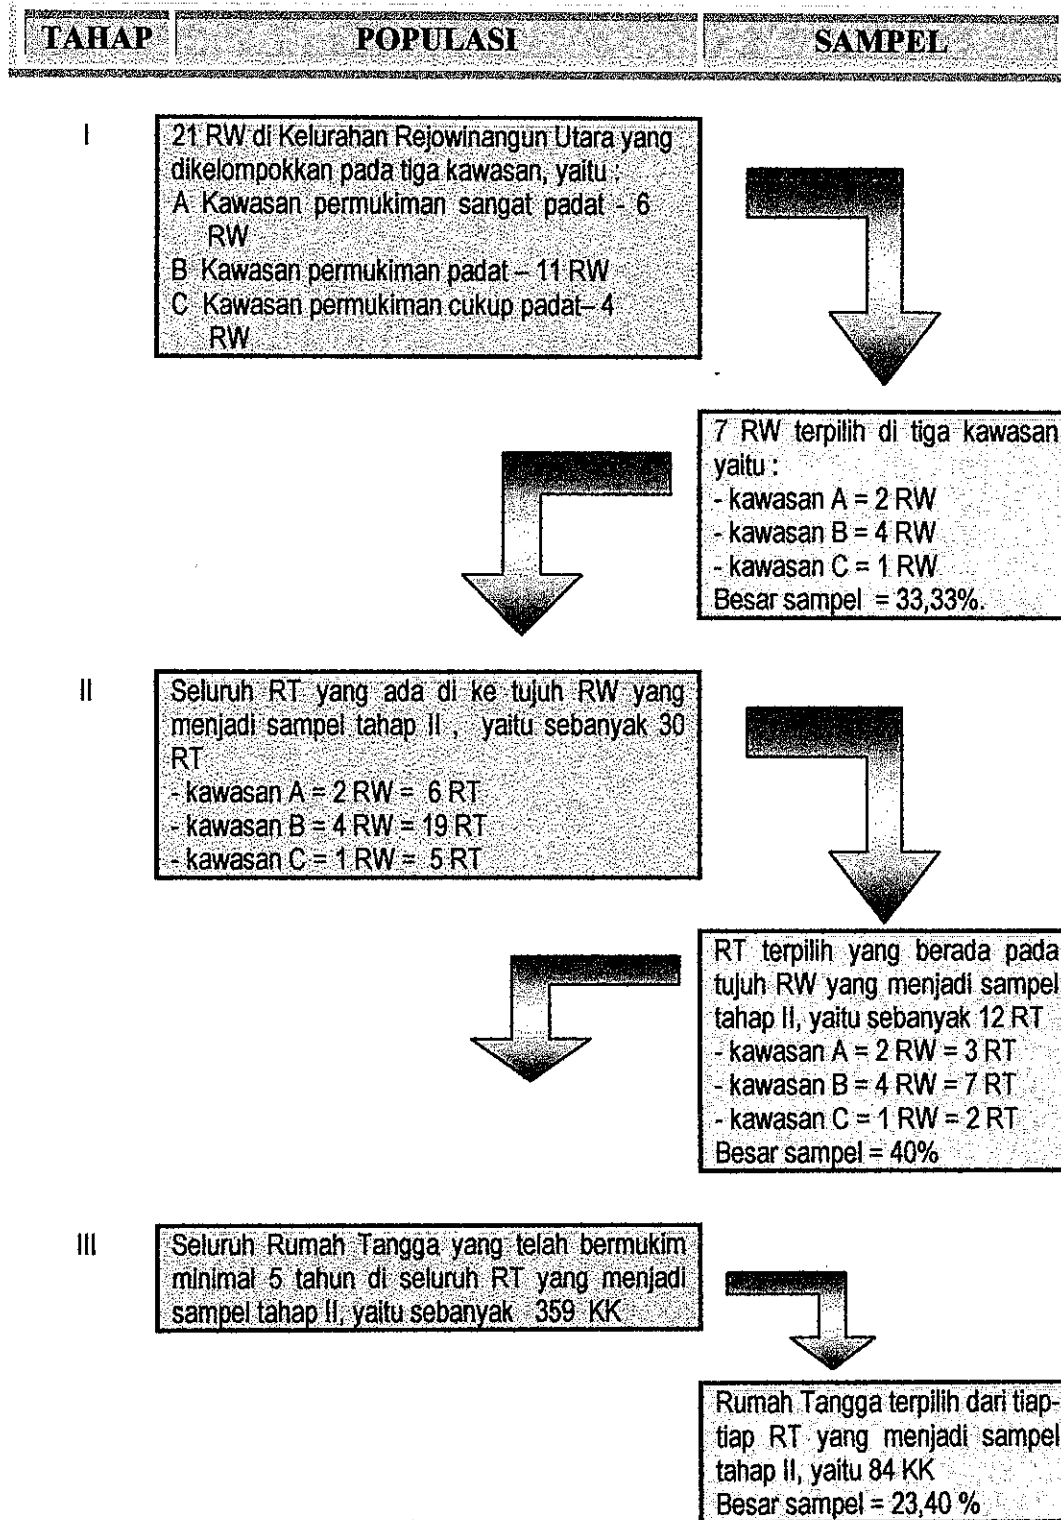 TAHAP POPULASI SAMPEL
I
21 RW di Kelurahan Rejowinangun Utara yang
dikelompokkan pada tiga kawasan, yaitu :
A Kawasan permukiman sangat padat - 6
RW
B Kawasan permukiman padat – 11 RW
C Kawasan permukiman cukup padat– 4
RW
7 RW terpilih di tiga kawasan
yaitu :
- kawasan A = 2 RW
- kawasan B = 4 RW
- kawasan C = 1 RW
Besar sampel = 33,33%.
II
Seluruh RT yang ada di ke tujuh RW yang
menjadi sampel tahap II , yaitu sebanyak 30
RT
- kawasan A = 2 RW = 6 RT
- kawasan B = 4 RW = 19 RT
- kawasan C = 1 RW = 5 RT
RT terpilih yang berada pada
tujuh RW yang menjadi sampel
tahap II, yaitu sebanyak 12 RT
- kawasan A = 2 RW = 3 RT
- kawasan B = 4 RW = 7 RT
- kawasan C = 1 RW = 2 RT
Besar sampel = 40%
III
Seluruh Rumah Tangga yang telah bermukim
minimal 5 tahun di seluruh RT yang menjadi
sampel tahap II, yaitu sebanyak 359 KK
Rumah Tangga terpilih dari tiap-
tiap RT yang menjadi sampel
tahap II, yaitu 84 KK
Besar sampel = 23,40 %